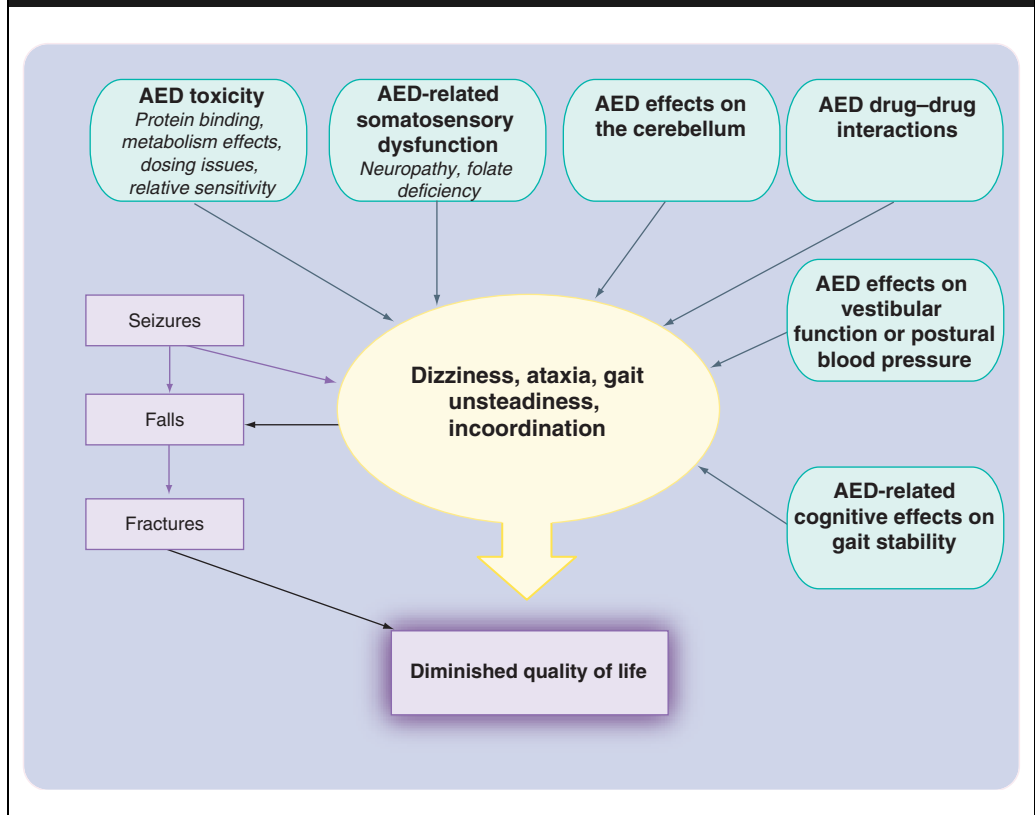 AED toxicity
Protein binding,
metabolism effects,
dosing issues,
relative sensitivity
AED-related
somatosensory
dysfunction
Neuropathy, folate
deficiency
AED effects on
the cerebellum
AED drug–drug
interactions
AED effects on
vestibular
function or postural
blood pressure
Seizures
Dizziness, ataxia, gait
unsteadiness,
incoordination
Falls
AED-related
cognitive effects on
gait stability
Fractures
Diminished quality of life